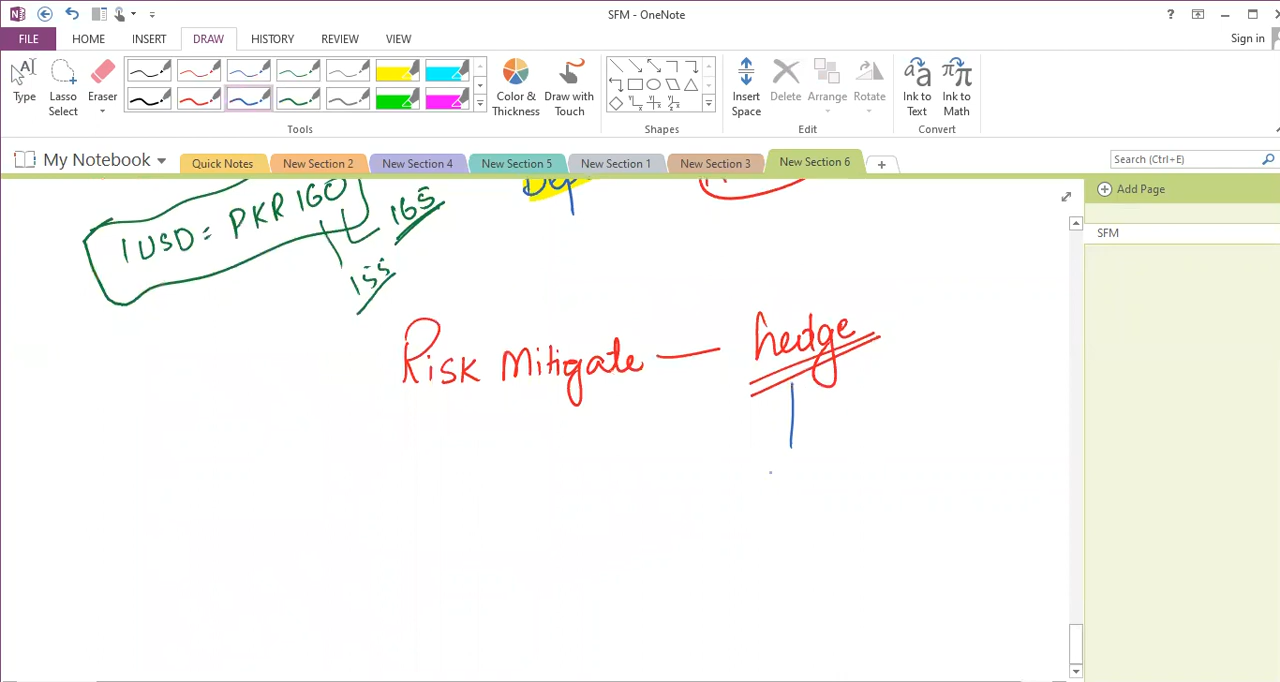 SFM - OneNote
Sign in
FILE HOME INSERT DRAW HISTORY REVIEW VIEW
Type
Lasso Select
Eraser
Color & Thickness
Draw with Touch
Insert Space
Delete
Arrange
Rotate
Ink to Text
Ink to Math
Tools
Shapes
Edit
Convert
My Notebook
Quick Notes
New Section 2
New Section 4
New Section 5
New Section 1
New Section 3
New Section 6
Search (Ctrl+E)
Add Page
SFM
1 USD = PKR 160
165
155
Dep
Risk Mitigate — hedge